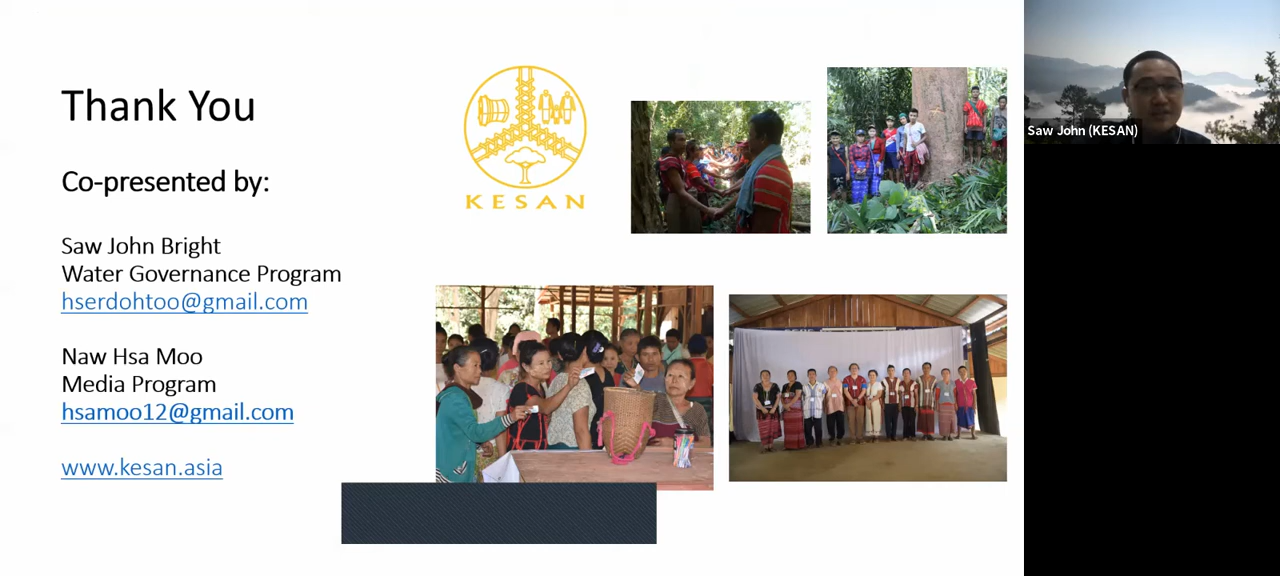 Thank You
Co-presented by:
Saw John Bright
Water Governance Program
hserdohtoo@gmail.com
Naw Hsa Moo
Media Program
hsamoo12@gmail.com
www.kesan.asia
KESAN
Saw John (KESAN)